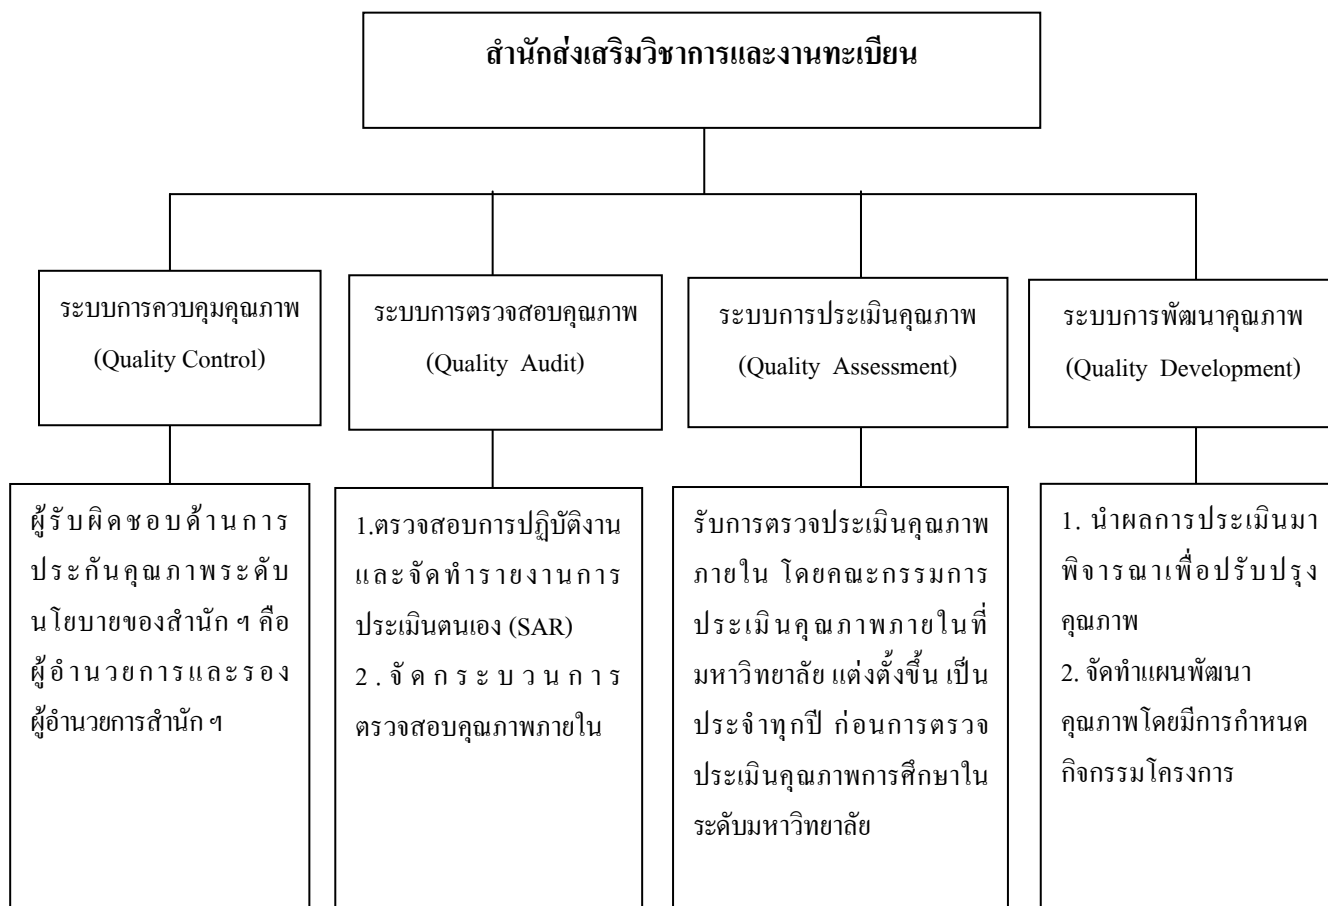 สำนักส่งเสริมวิชาการและงานทะเบียน
ระบบการควบคุมคุณภาพ
(Quality Control)
ระบบการตรวจสอบคุณภาพ
(Quality Audit)
ระบบการประเมินคุณภาพ
(Quality Assessment)
ระบบการพัฒนาคุณภาพ
(Quality Development)
ผู้รับผิดชอบด้านการ
ประกันคุณภาพระดับ
นโยบายของสำนัก ฯ คือ
ผู้อำนวยการและรอง
ผู้อำนวยการสำนัก ฯ
1.ตรวจสอบการปฏิบัติงาน
และจัดทำรายงานการ
ประเมินตนเอง (SAR)
2 . จัดกระบวนการ
ตรวจสอบคุณภาพภายใน
รับการตรวจประเมินคุณภาพ
ภายใน โดยคณะกรรมการ
ประเมินคุณภาพภายในที่
มหาวิทยาลัย แต่งตั้งขึ้น เป็น
ประจำทุกปี ก่อนการตรวจ
ประเมินคุณภาพการศึกษาใน
ระดับมหาวิทยาลัย
1. นำผลการประเมินมา
พิจารณาเพื่อปรับปรุง
คุณภาพ
2. จัดทำแผนพัฒนา
คุณภาพโดยมีการกำหนด
กิจกรรมโครงการ